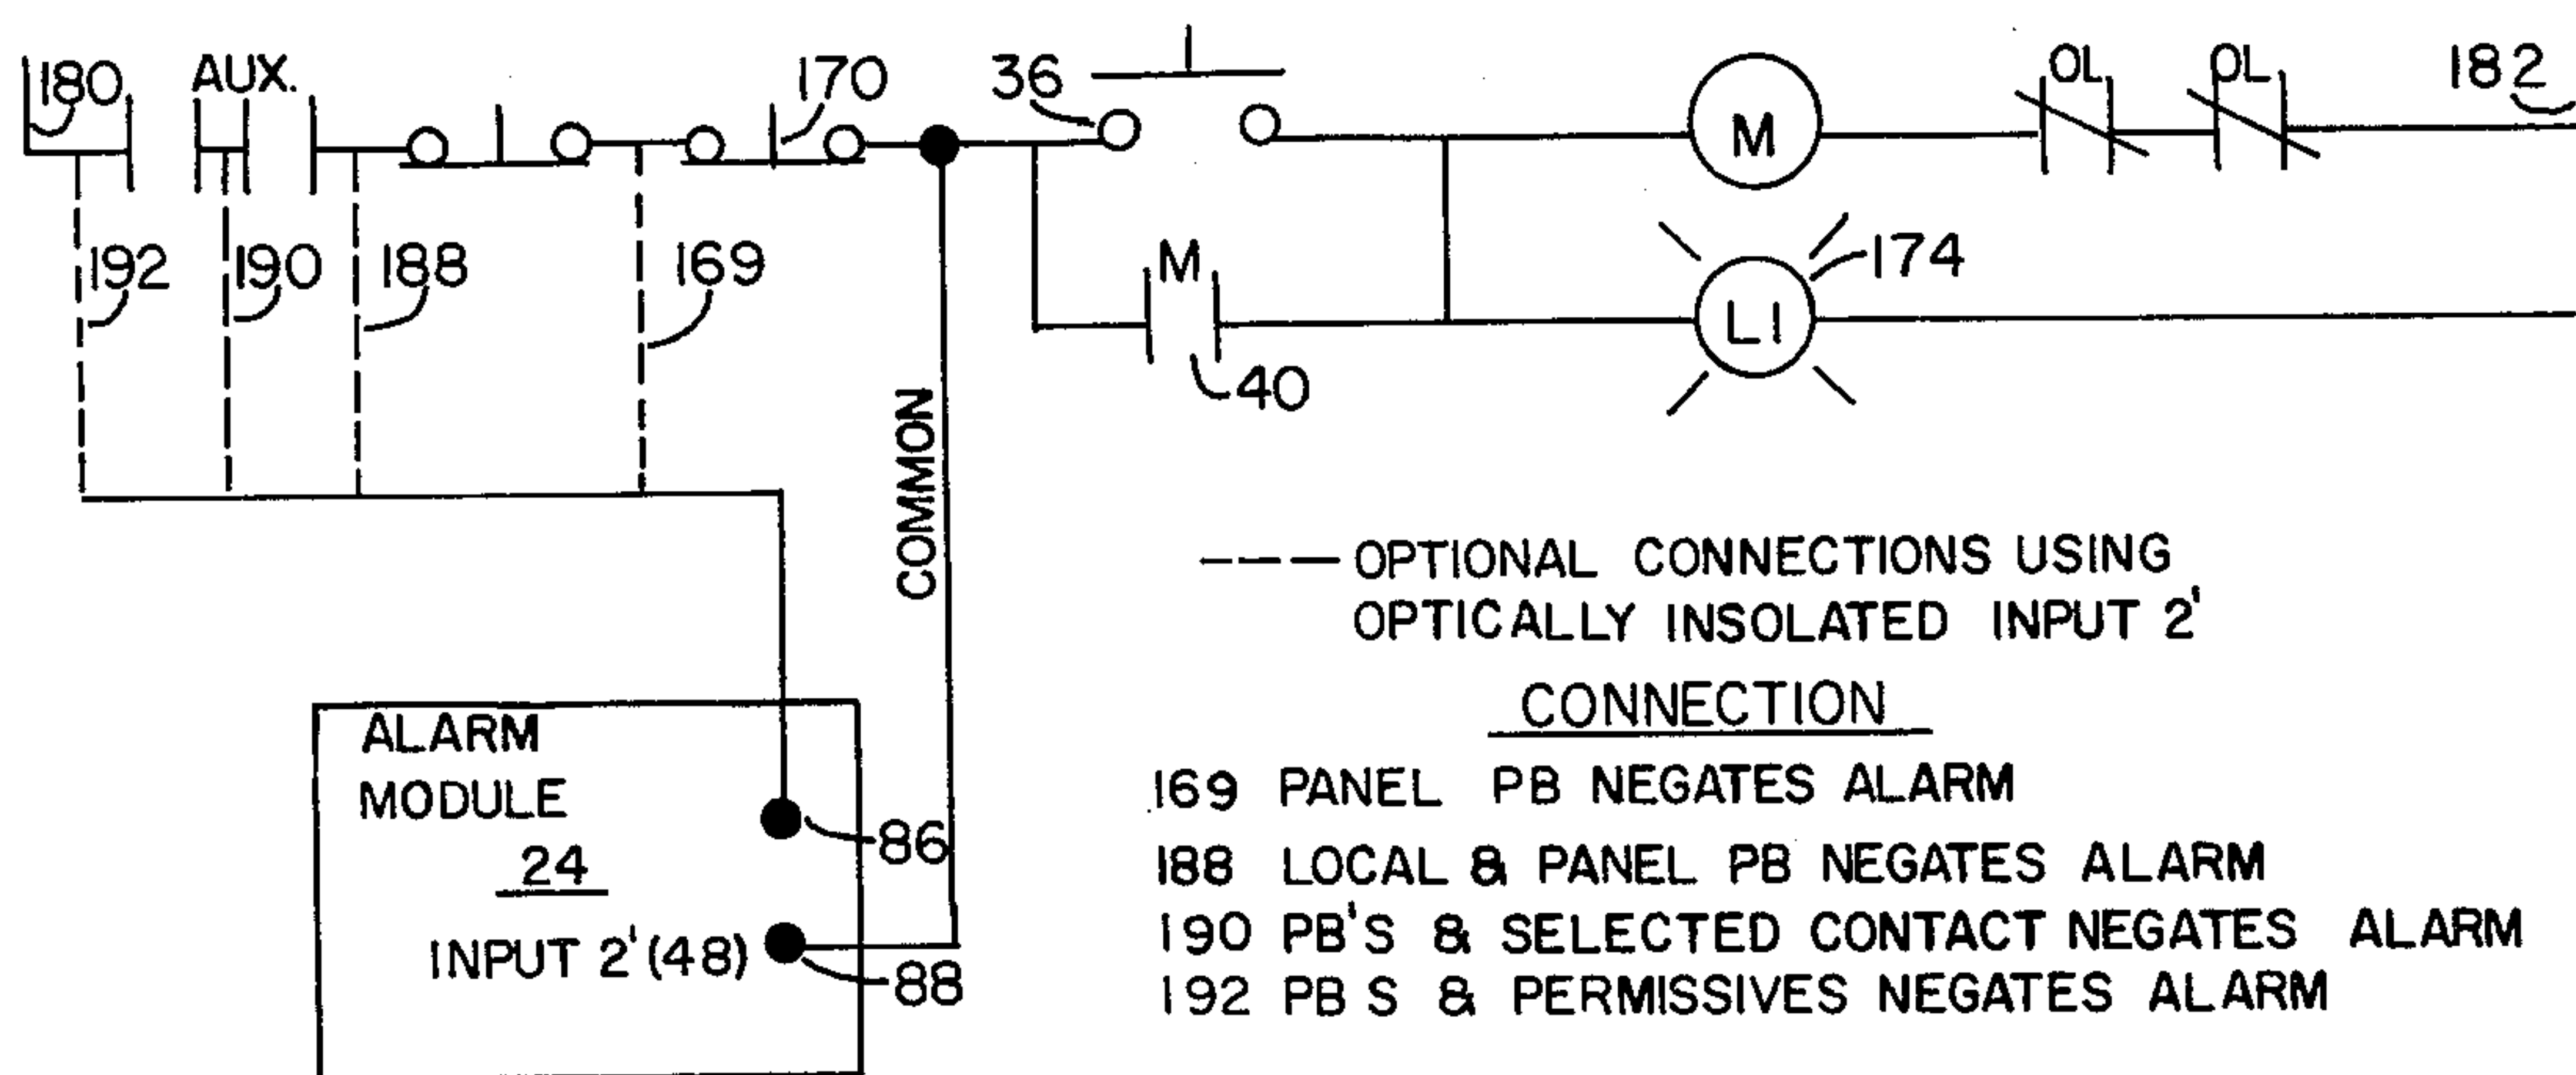 180
AUX.
170
36
M
OL
OL
182
192
190
188
169
M
40
LI
174
COMMON
--- OPTIONAL CONNECTIONS USING
OPTICALLY INSOLATED INPUT 2'
CONNECTION
169 PANEL PB NEGATES ALARM
188 LOCAL & PANEL PB NEGATES ALARM
190 PB'S & SELECTED CONTACT NEGATES ALARM
192 PB S & PERMISSIVES NEGATES ALARM
ALARM
MODULE
24
86
INPUT 2' (48)
88